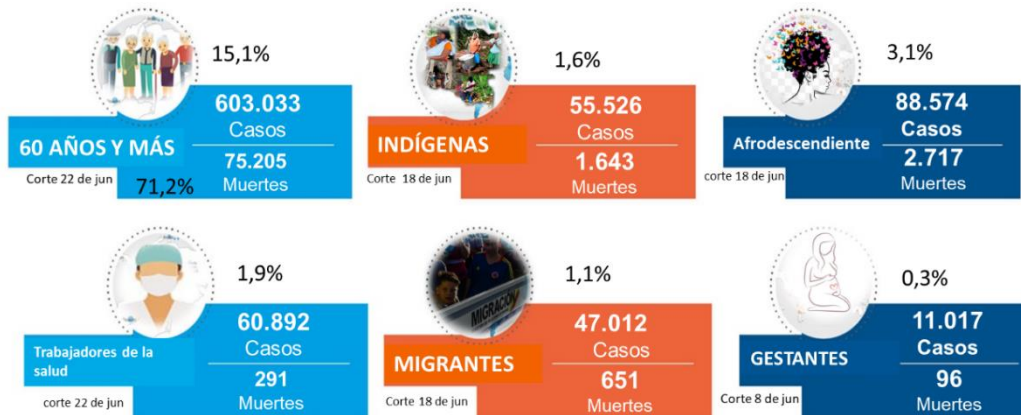 15,1%
603.033
Casos
60 AÑOS Y MÁS
75.205
Muertes
Corte 22 de jun
71,2%
1,6%
55.526
Casos
INDÍGENAS
1.643
Muertes
Corte 18 de jun
3,1%
88.574
Casos
Afrodescendiente
2.717
Muertes
corte 18 de jun
1,9%
60.892
Casos
Trabajadores de la
salud
291
Muertes
corte 22 de jun
1,1%
MIGRACIÓN
47.012
Casos
MIGRANTES
651
Muertes
Corte 18 de jun
0,3%
11.017
Casos
GESTANTES
96
Muertes
Corte 8 de jun